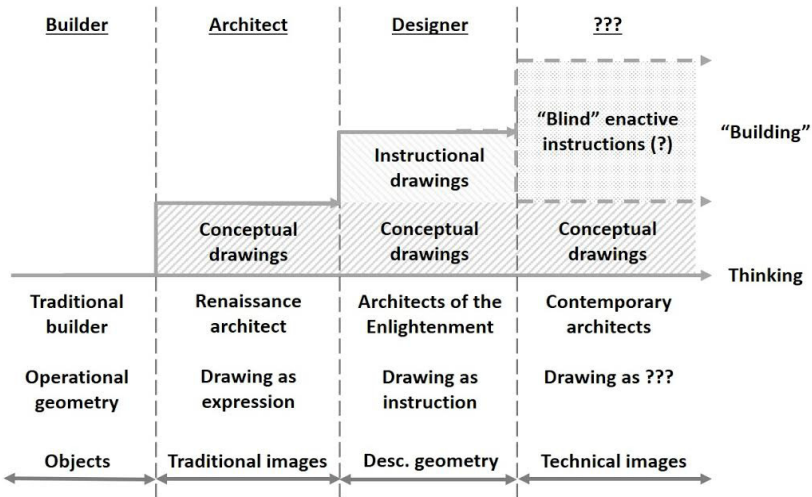 Builder
Architect
Designer
???
“Blind” enactive
instructions (?)
“Building”
Instructional
drawings
Conceptual
drawings
Conceptual
drawings
Conceptual
drawings
Thinking
Traditional
builder
Renaissance
architect
Architects of the
Enlightenment
Contemporary
architects
Operational
geometry
Drawing as
expression
Drawing as
instruction
Drawing as ???
Objects
Traditional images
Desc. geometry
Technical images